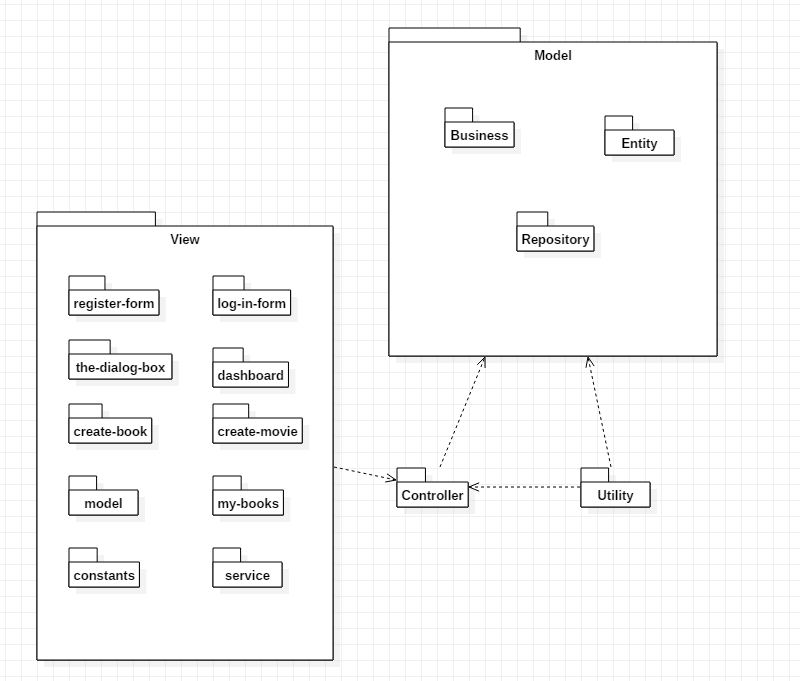 Model
Business
Entity
Repository
View
register-form
log-in-form
the-dialog-box
dashboard
create-book
create-movie
model
my-books
constants
service
Controller
Utility